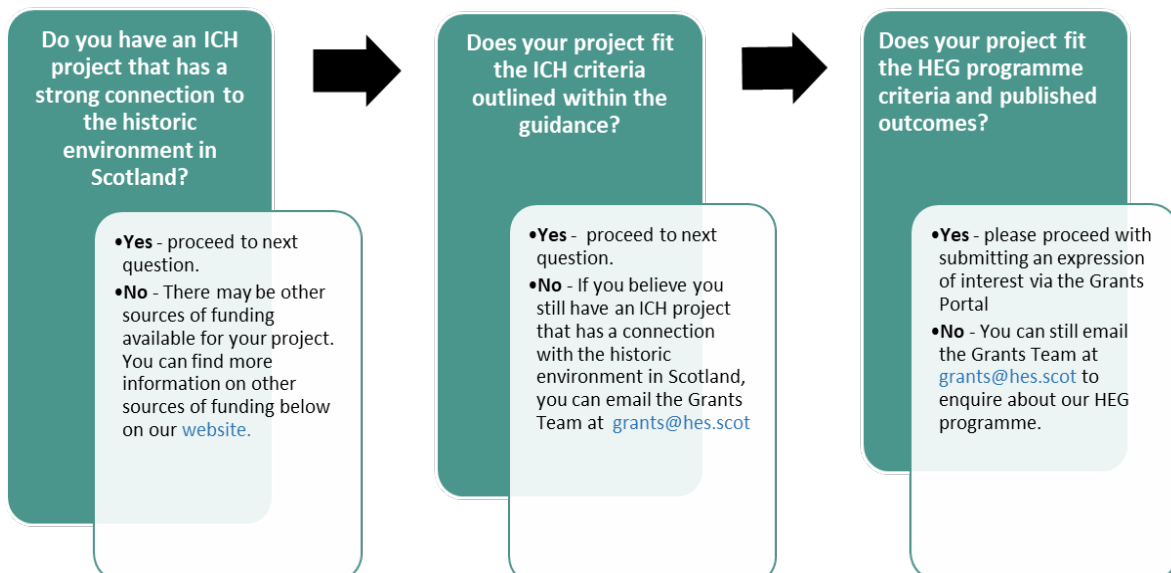 Do you have an ICH
project that has a
strong connection to
the historic
environment in
Scotland?
•Yes - proceed to next
question.
•No - There may be other
sources of funding
available for your project.
You can find more
information on other
sources of funding below
on our website.
Does your project fit
the ICH criteria
outlined within the
guidance?
•Yes - proceed to next
question.
•No - If you believe you
still have an ICH project
that has a connection
with the historic
environment in Scotland,
you can email the Grants
Team at grants@hes.scot
Does your project fit
the HEG programme
criteria and published
outcomes?
•Yes - please proceed with
submitting an expression
of interest via the Grants
Portal
•No - You can still email
the Grants Team at
grants@hes.scot to
enquire about our HEG
programme.